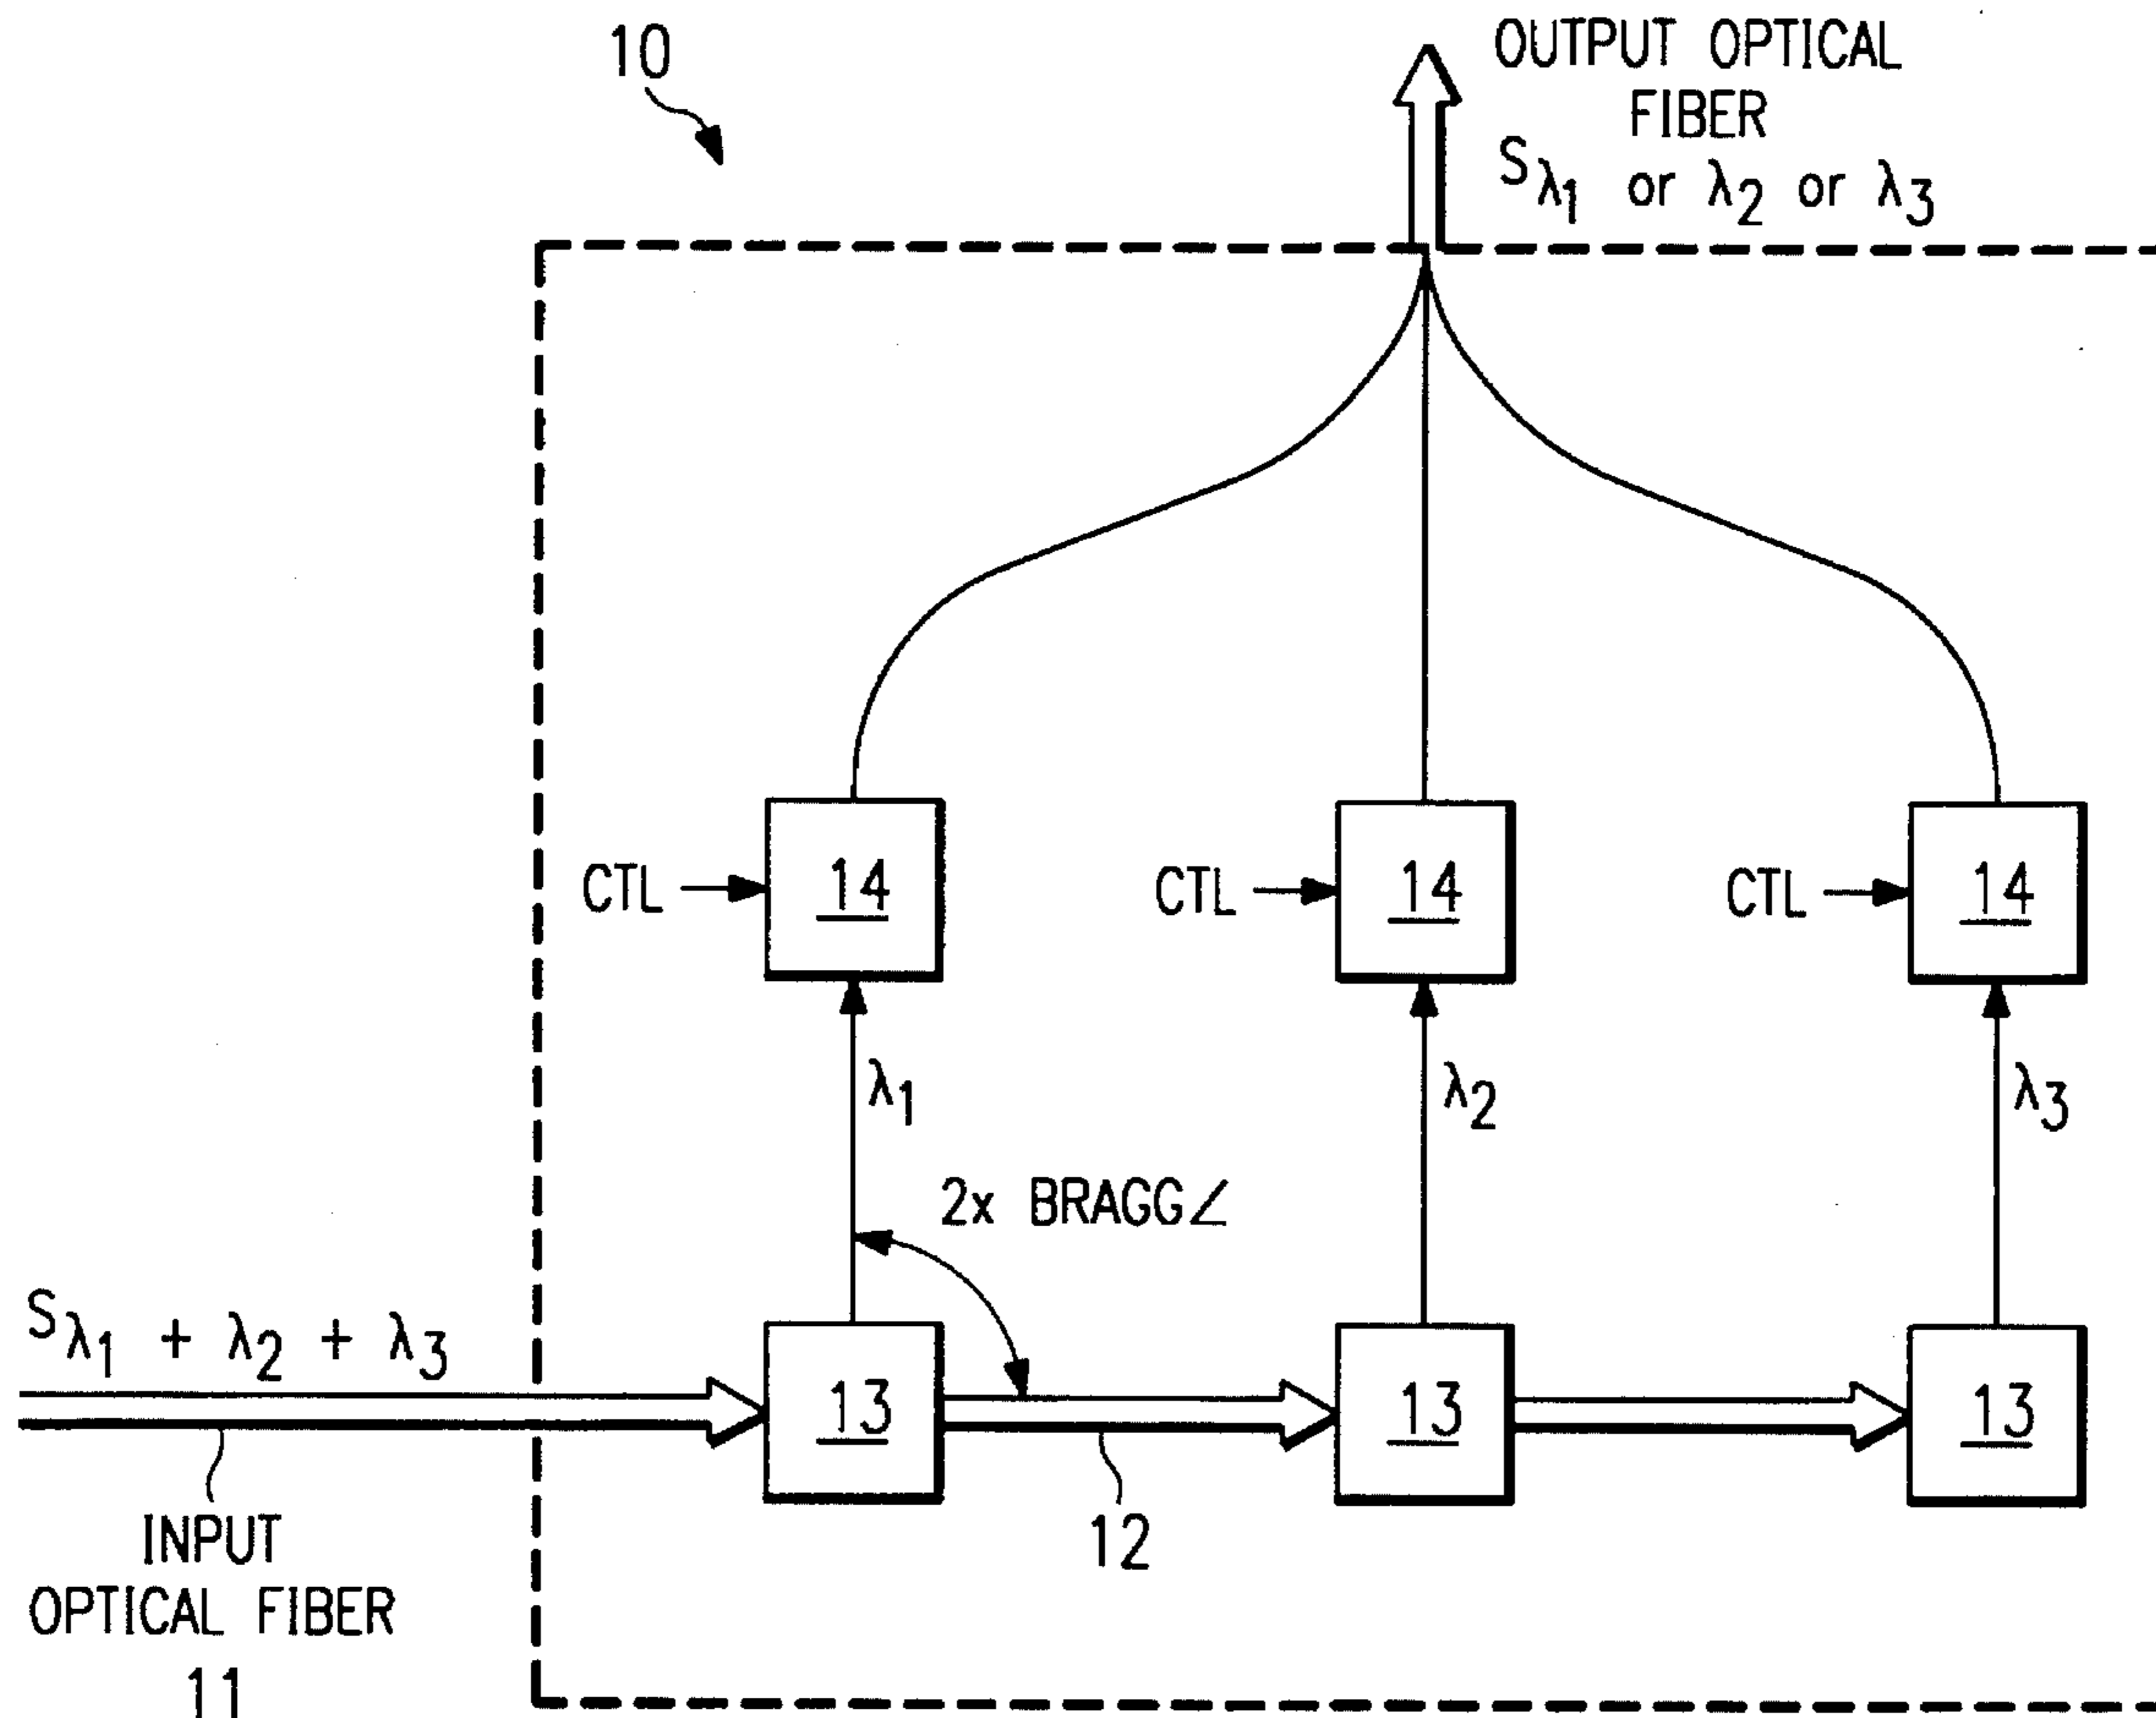 10
OUTPUT OPTICAL
FIBER
Sλ1 or λ2 or λ3
CTL
14
CTL
14
CTL
14
λ1
λ2
λ3
2x BRAGG∠
Sλ1 + λ2 + λ3
13
13
13
12
INPUT
OPTICAL FIBER
11